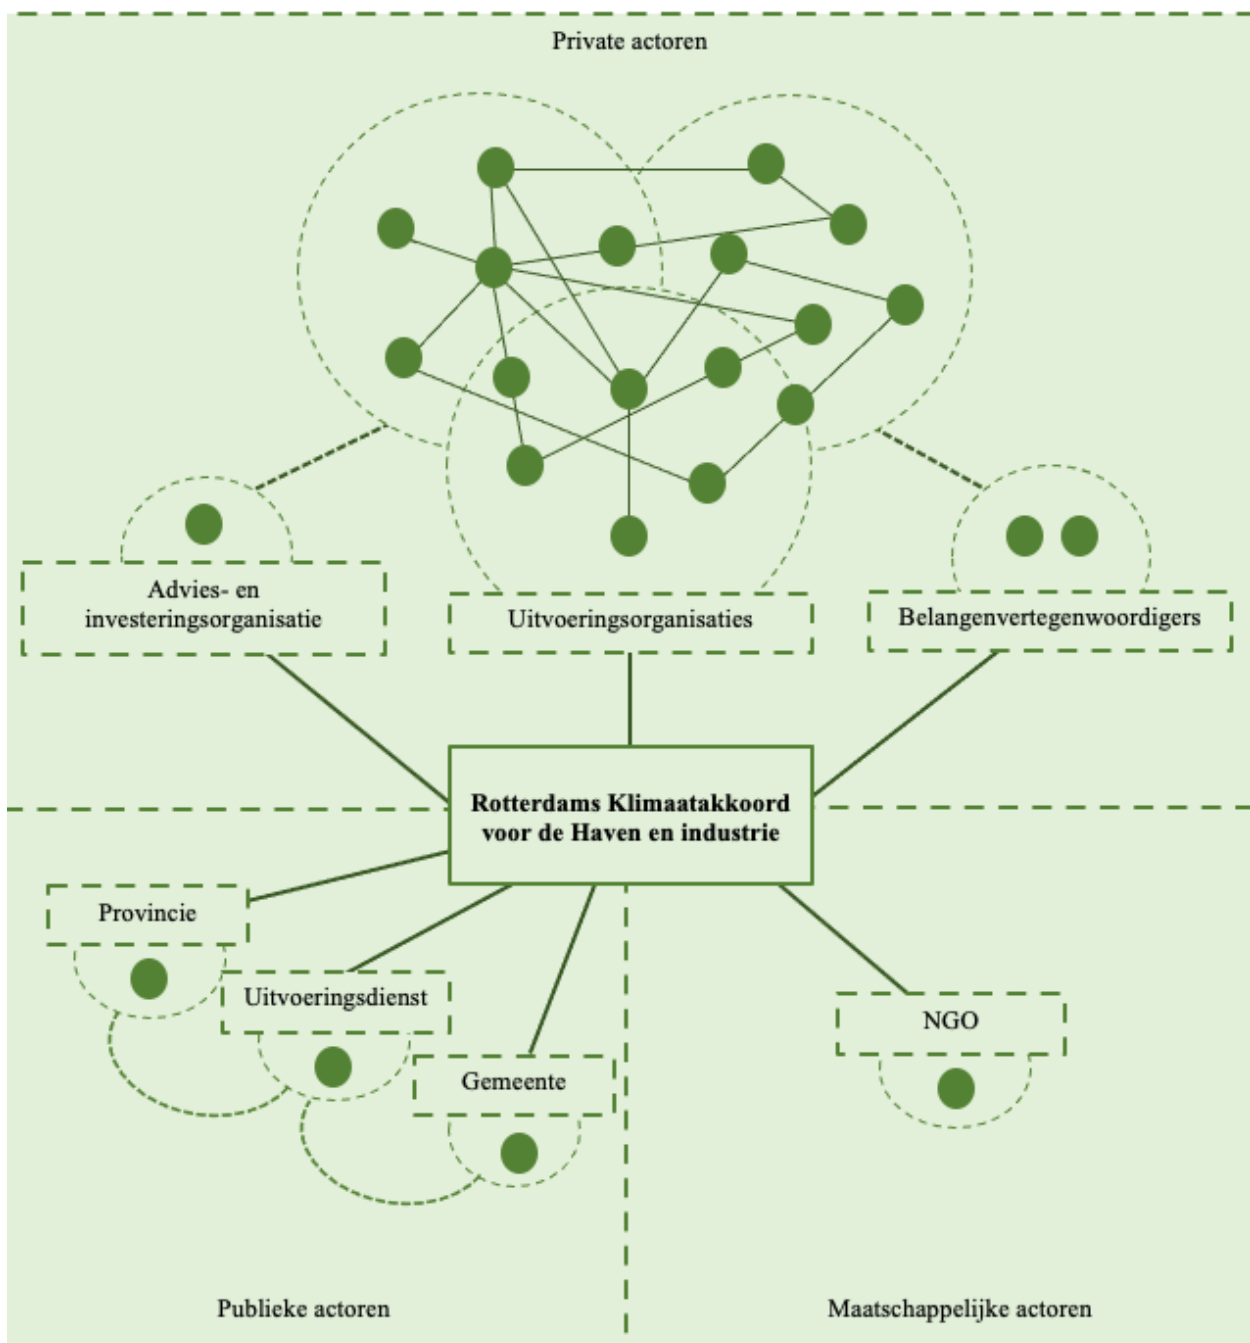 Private actoren
Advies- en
investeringsorganisatie
Uitvoeringsorganisaties
Belangenvertegenwoordigers
Rotterdams Klimaatakkoord
voor de Haven en industrie
Provincie
Uitvoeringsdienst
Gemeente
NGO
Publieke actoren
Maatschappelijke actoren